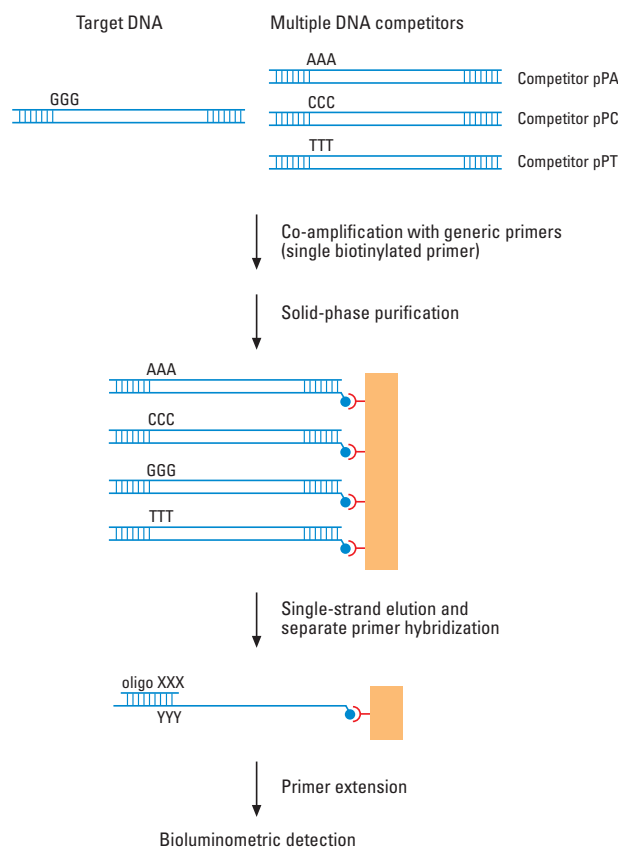 Target DNA
Multiple DNA competitors
GGG
AAA
Competitor pPA
CCC
Competitor pPC
TTT
Competitor pPT
Co-amplification with generic primers
(single biotinylated primer)
Solid-phase purification
AAA
CCC
GGG
TTT
Single-strand elution and
separate primer hybridization
oligo XXX
YYY
Primer extension
Bioluminometric detection